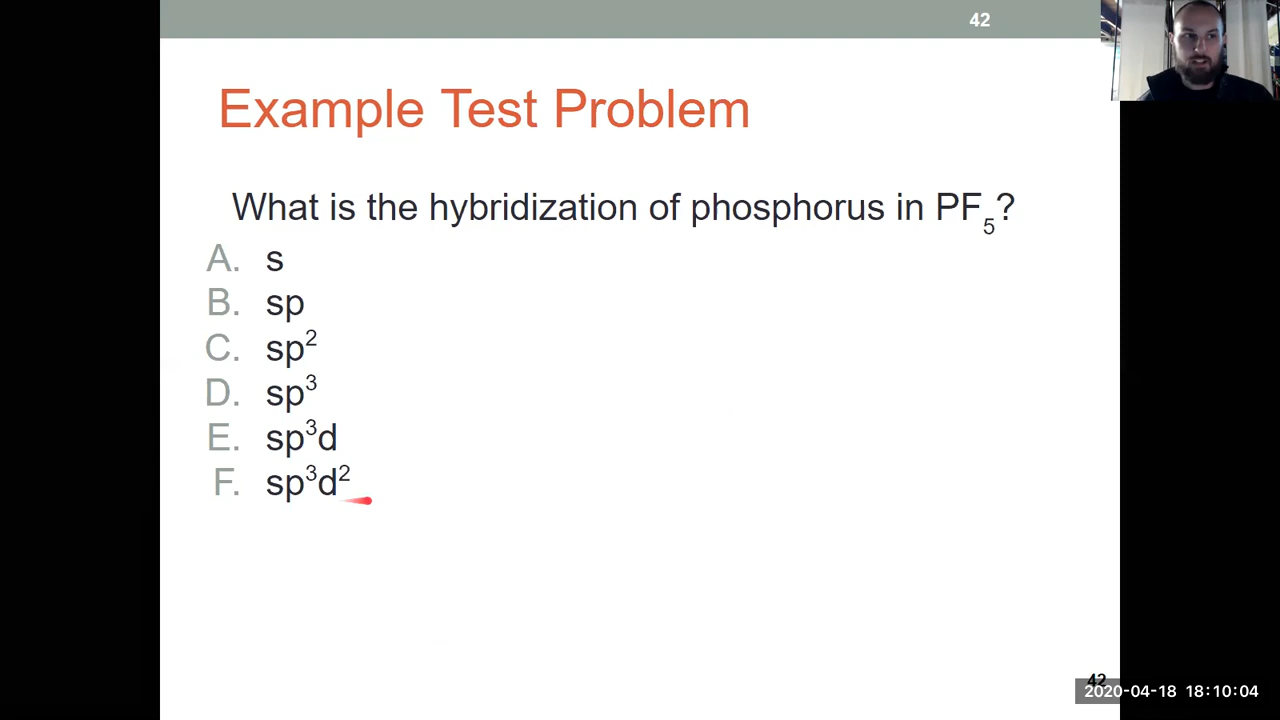 42
Example Test Problem
What is the hybridization of phosphorus in PF₅?
A. s
B. sp
C. sp²
D. sp³
E. sp³d
F. sp³d²
42
2020-04-18 18:10:04